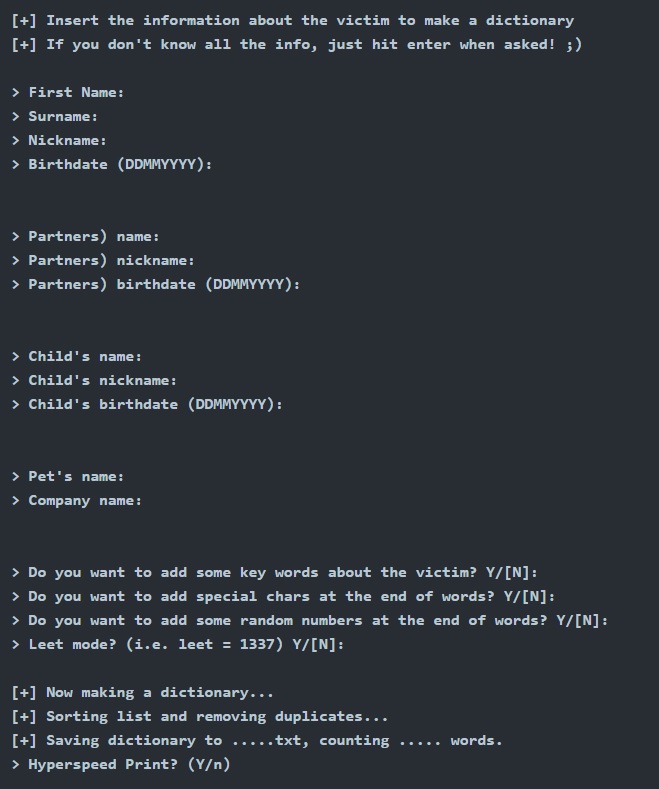 [+] Insert the information about the victim to make a dictionary
[+] If you don't know all the info, just hit enter when asked! ;)
> First Name:
> Surname:
> Nickname:
> Birthdate (DDMMYYYY):
> Partners) name:
> Partners) nickname:
> Partners) birthdate (DDMMYYYY):
> Child's name:
> Child's nickname:
> Child's birthdate (DDMMYYYY):
> Pet's name:
> Company name:
> Do you want to add some key words about the victim? Y/[N]:
> Do you want to add special chars at the end of words? Y/[N]:
> Do you want to add some random numbers at the end of words? Y/[N]:
> Leet mode? (i.e. leet = 1337) Y/[N]:
[+] Now making a dictionary...
[+] Sorting list and removing duplicates...
[+] Saving dictionary to .....txt, counting ..... words.
> Hyperspeed Print? (Y/n)